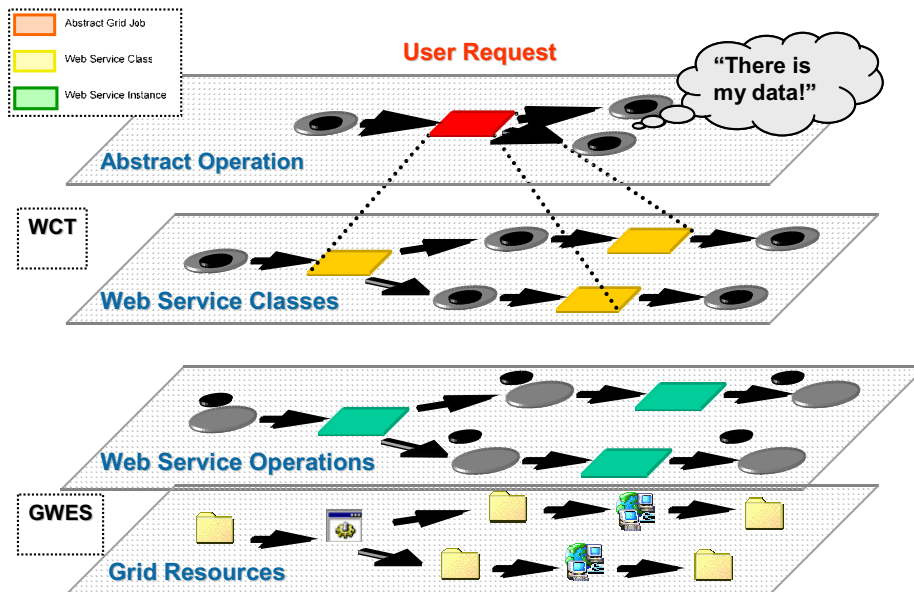 Abstract Grid Job
Web Service Class
Web Service Instance
User Request
“There is
my data!”
Abstract Operation
WCT
Web Service Classes
Web Service Operations
GWES
Grid Resources